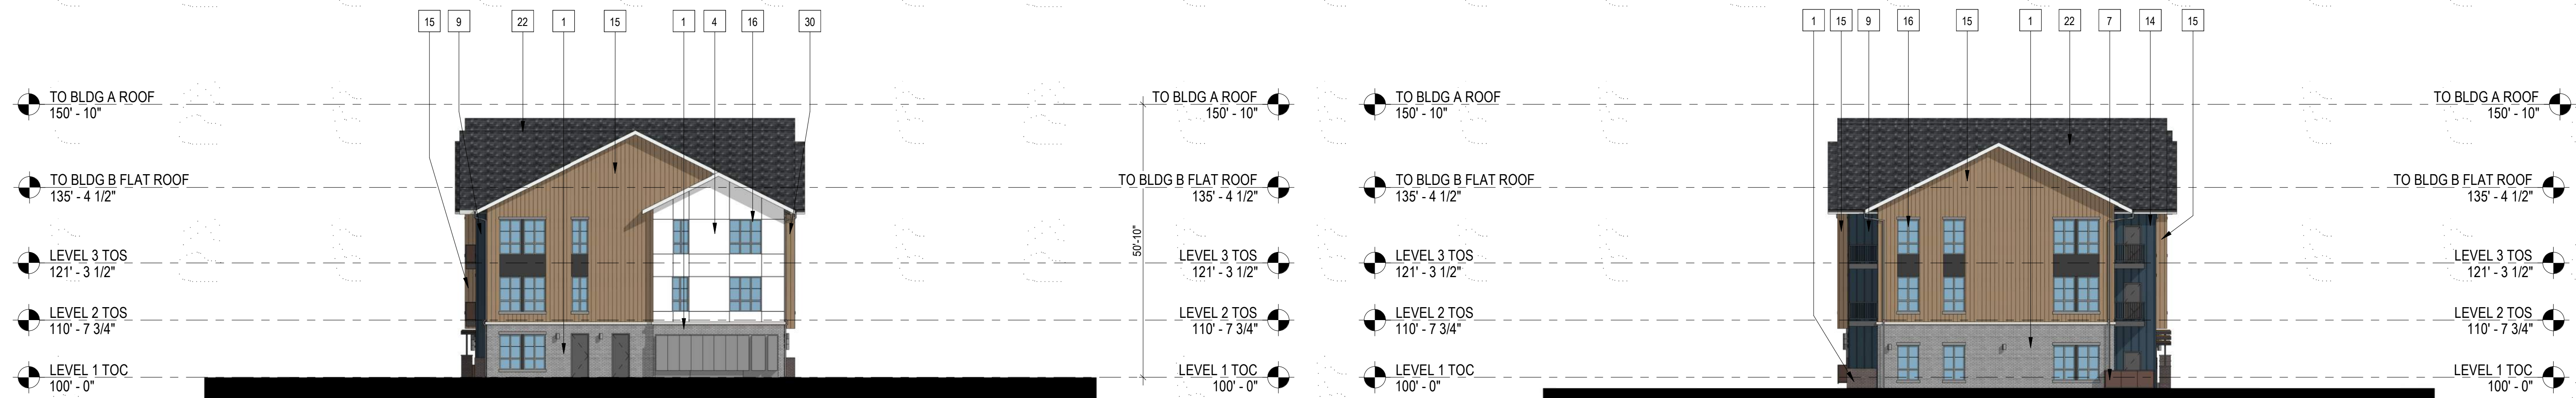 15 9 22 1 15 1 4 16 30
TO BLDG A ROOF
150' - 10"
TO BLDG B FLAT ROOF
135' - 4 1/2"
LEVEL 3 TOS
121' - 3 1/2"
LEVEL 2 TOS
110' - 7 3/4"
LEVEL 1 TOC
100' - 0"
50'-10"
TO BLDG A ROOF
150' - 10"
TO BLDG B FLAT ROOF
135' - 4 1/2"
LEVEL 3 TOS
121' - 3 1/2"
LEVEL 2 TOS
110' - 7 3/4"
LEVEL 1 TOC
100' - 0"
1 15 9 16 15 1 22 7 14 15
TO BLDG A ROOF
150' - 10"
TO BLDG B FLAT ROOF
135' - 4 1/2"
LEVEL 3 TOS
121' - 3 1/2"
LEVEL 2 TOS
110' - 7 3/4"
LEVEL 1 TOC
100' - 0"
TO BLDG A ROOF
150' - 10"
TO BLDG B FLAT ROOF
135' - 4 1/2"
LEVEL 3 TOS
121' - 3 1/2"
LEVEL 2 TOS
110' - 7 3/4"
LEVEL 1 TOC
100' - 0"